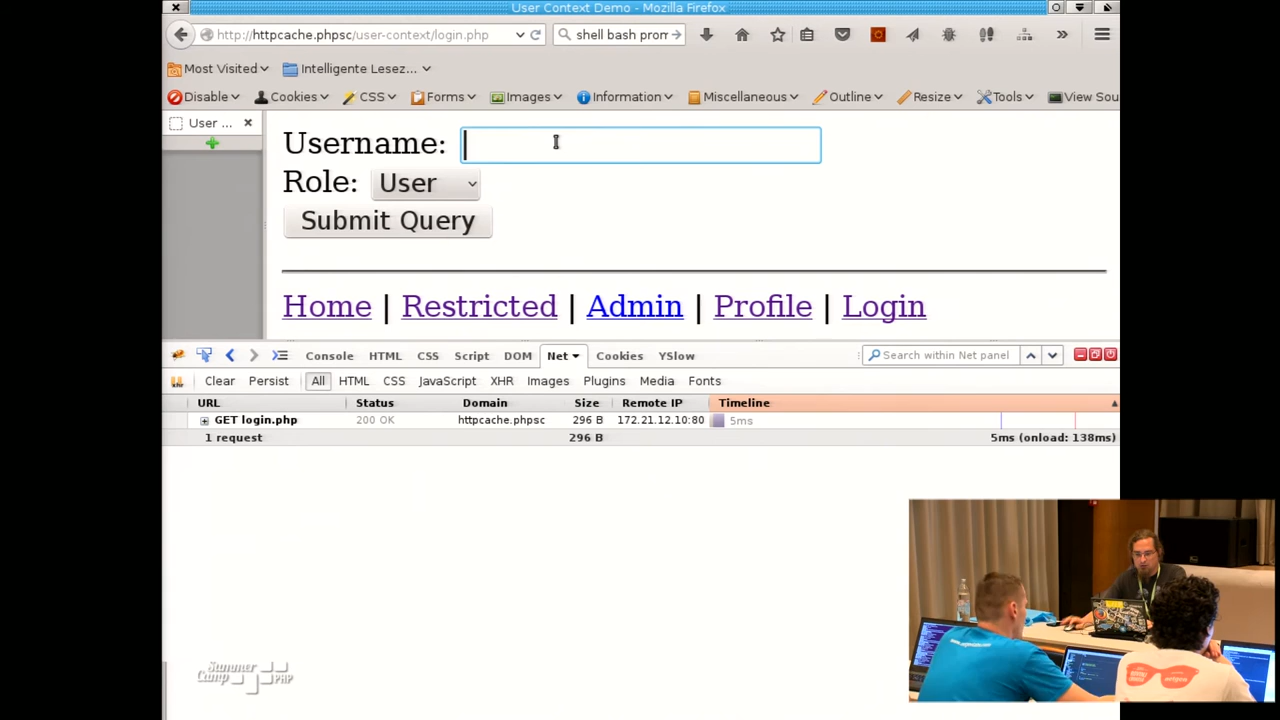 User Context Demo - Mozilla Firefox
http://httpcache.phpsc/user-context/login.php
shell bash pron
Most Visited
Intelligente Lesez...
Disable
Cookies
CSS
Forms
Images
Information
Miscellaneous
Outline
Resize
Tools
View Sou
User ...
Username:
Role: User
Submit Query
Home | Restricted | Admin | Profile | Login
Console HTML CSS Script DOM Net Cookies YSlow
Search within Net panel
Clear Persist All HTML CSS JavaScript XHR Images Plugins Media Fonts
URL Status Domain Size Remote IP Timeline
GET login.php 200 OK httpcache.phpsc 296 B 172.21.12.10:80 5ms
1 request 296 B 5ms (onload: 138ms)
Summer
Camp PHP